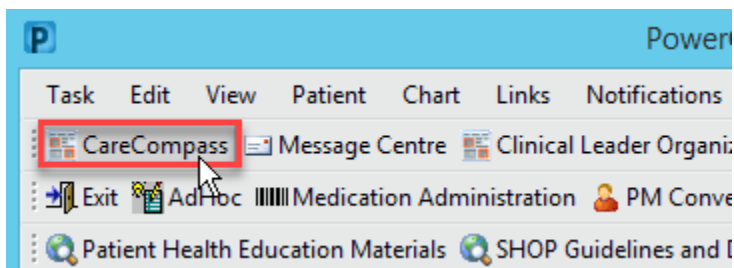 P Power
Task Edit View Patient Chart Links Notifications
CareCompass Message Centre Clinical Leader Organiz
Exit AdHoc Medication Administration PM Conve
Patient Health Education Materials SHOP Guidelines and